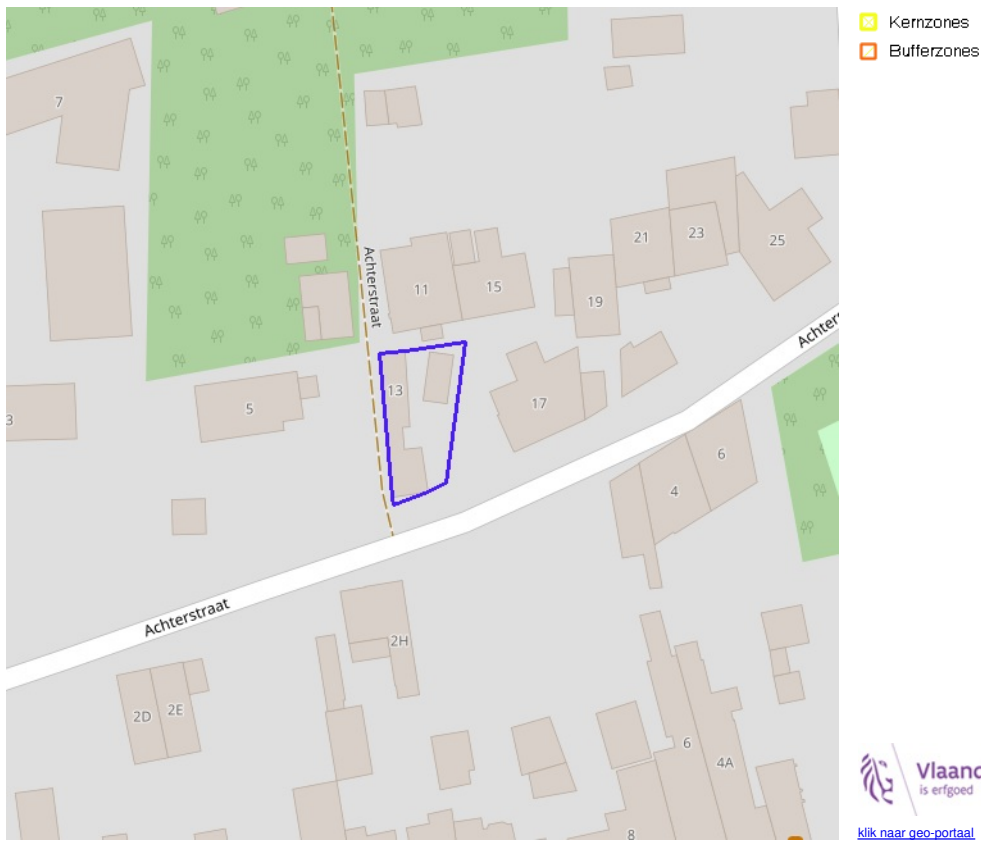 Kernzones
Bufferzones
7
Achterstraat
11
15
21
23
25
19
13
5
3
17
6
4
Achterstraat
2H
2D
2E
6
4A
8
Vlaand
is erfgoed
klik naar geo-portaal